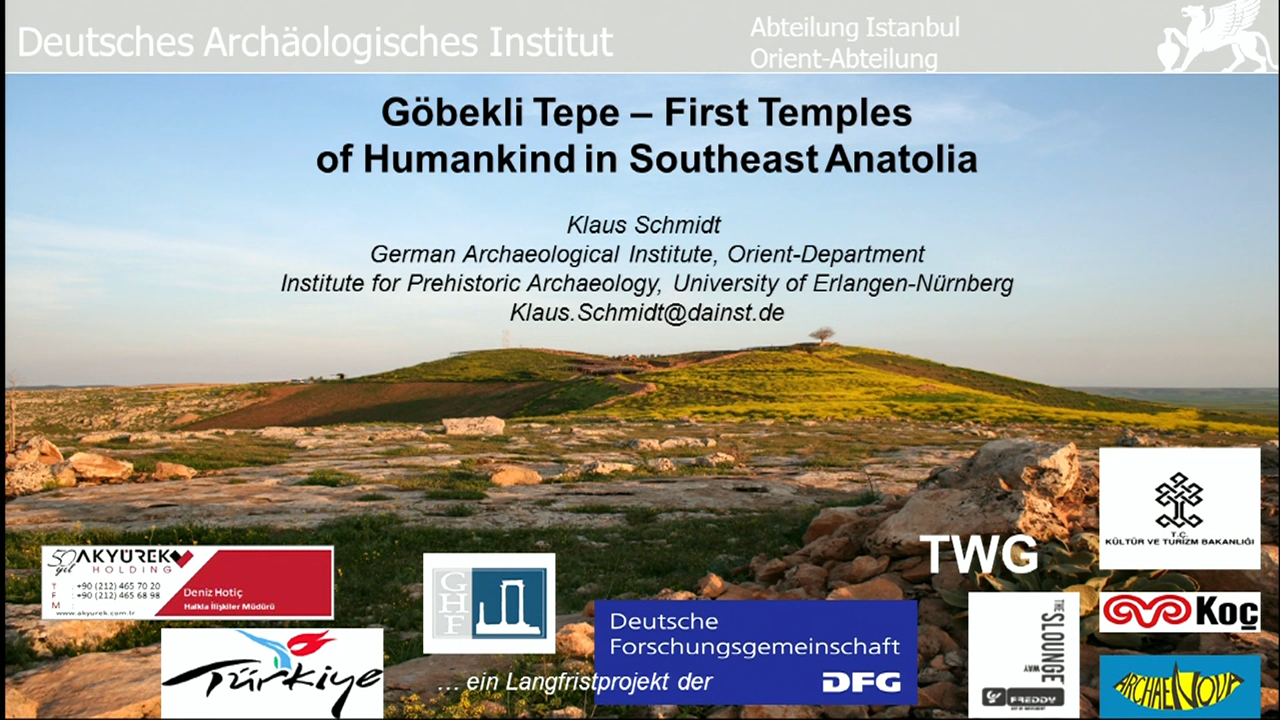 Deutsches Archäologisches Institut
Abteilung Istanbul
Orient-Abteilung
Göbekli Tepe – First Temples
of Humankind in Southeast Anatolia
Klaus Schmidt
German Archaeological Institute, Orient-Department
Institute for Prehistoric Archaeology, University of Erlangen-Nürnberg
Klaus.Schmidt@dainst.de
50 yıl AKYÜREK
HOLDING
T : +90 (212) 465 70 20
F : +90 (212) 465 68 98
M :
www.akyurek.com.tr
Deniz Hotiç
Halkla İlişkiler Müdürü
Türkiye
GHF
Deutsche
Forschungsgemeinschaft
DFG
... ein Langfristprojekt der
TWG
T.C.
KÜLTÜR VE TURİZM BAKANLIĞI
THE SLOUNGE
WAY
FREDDY
Koç
ARCHAENOVA